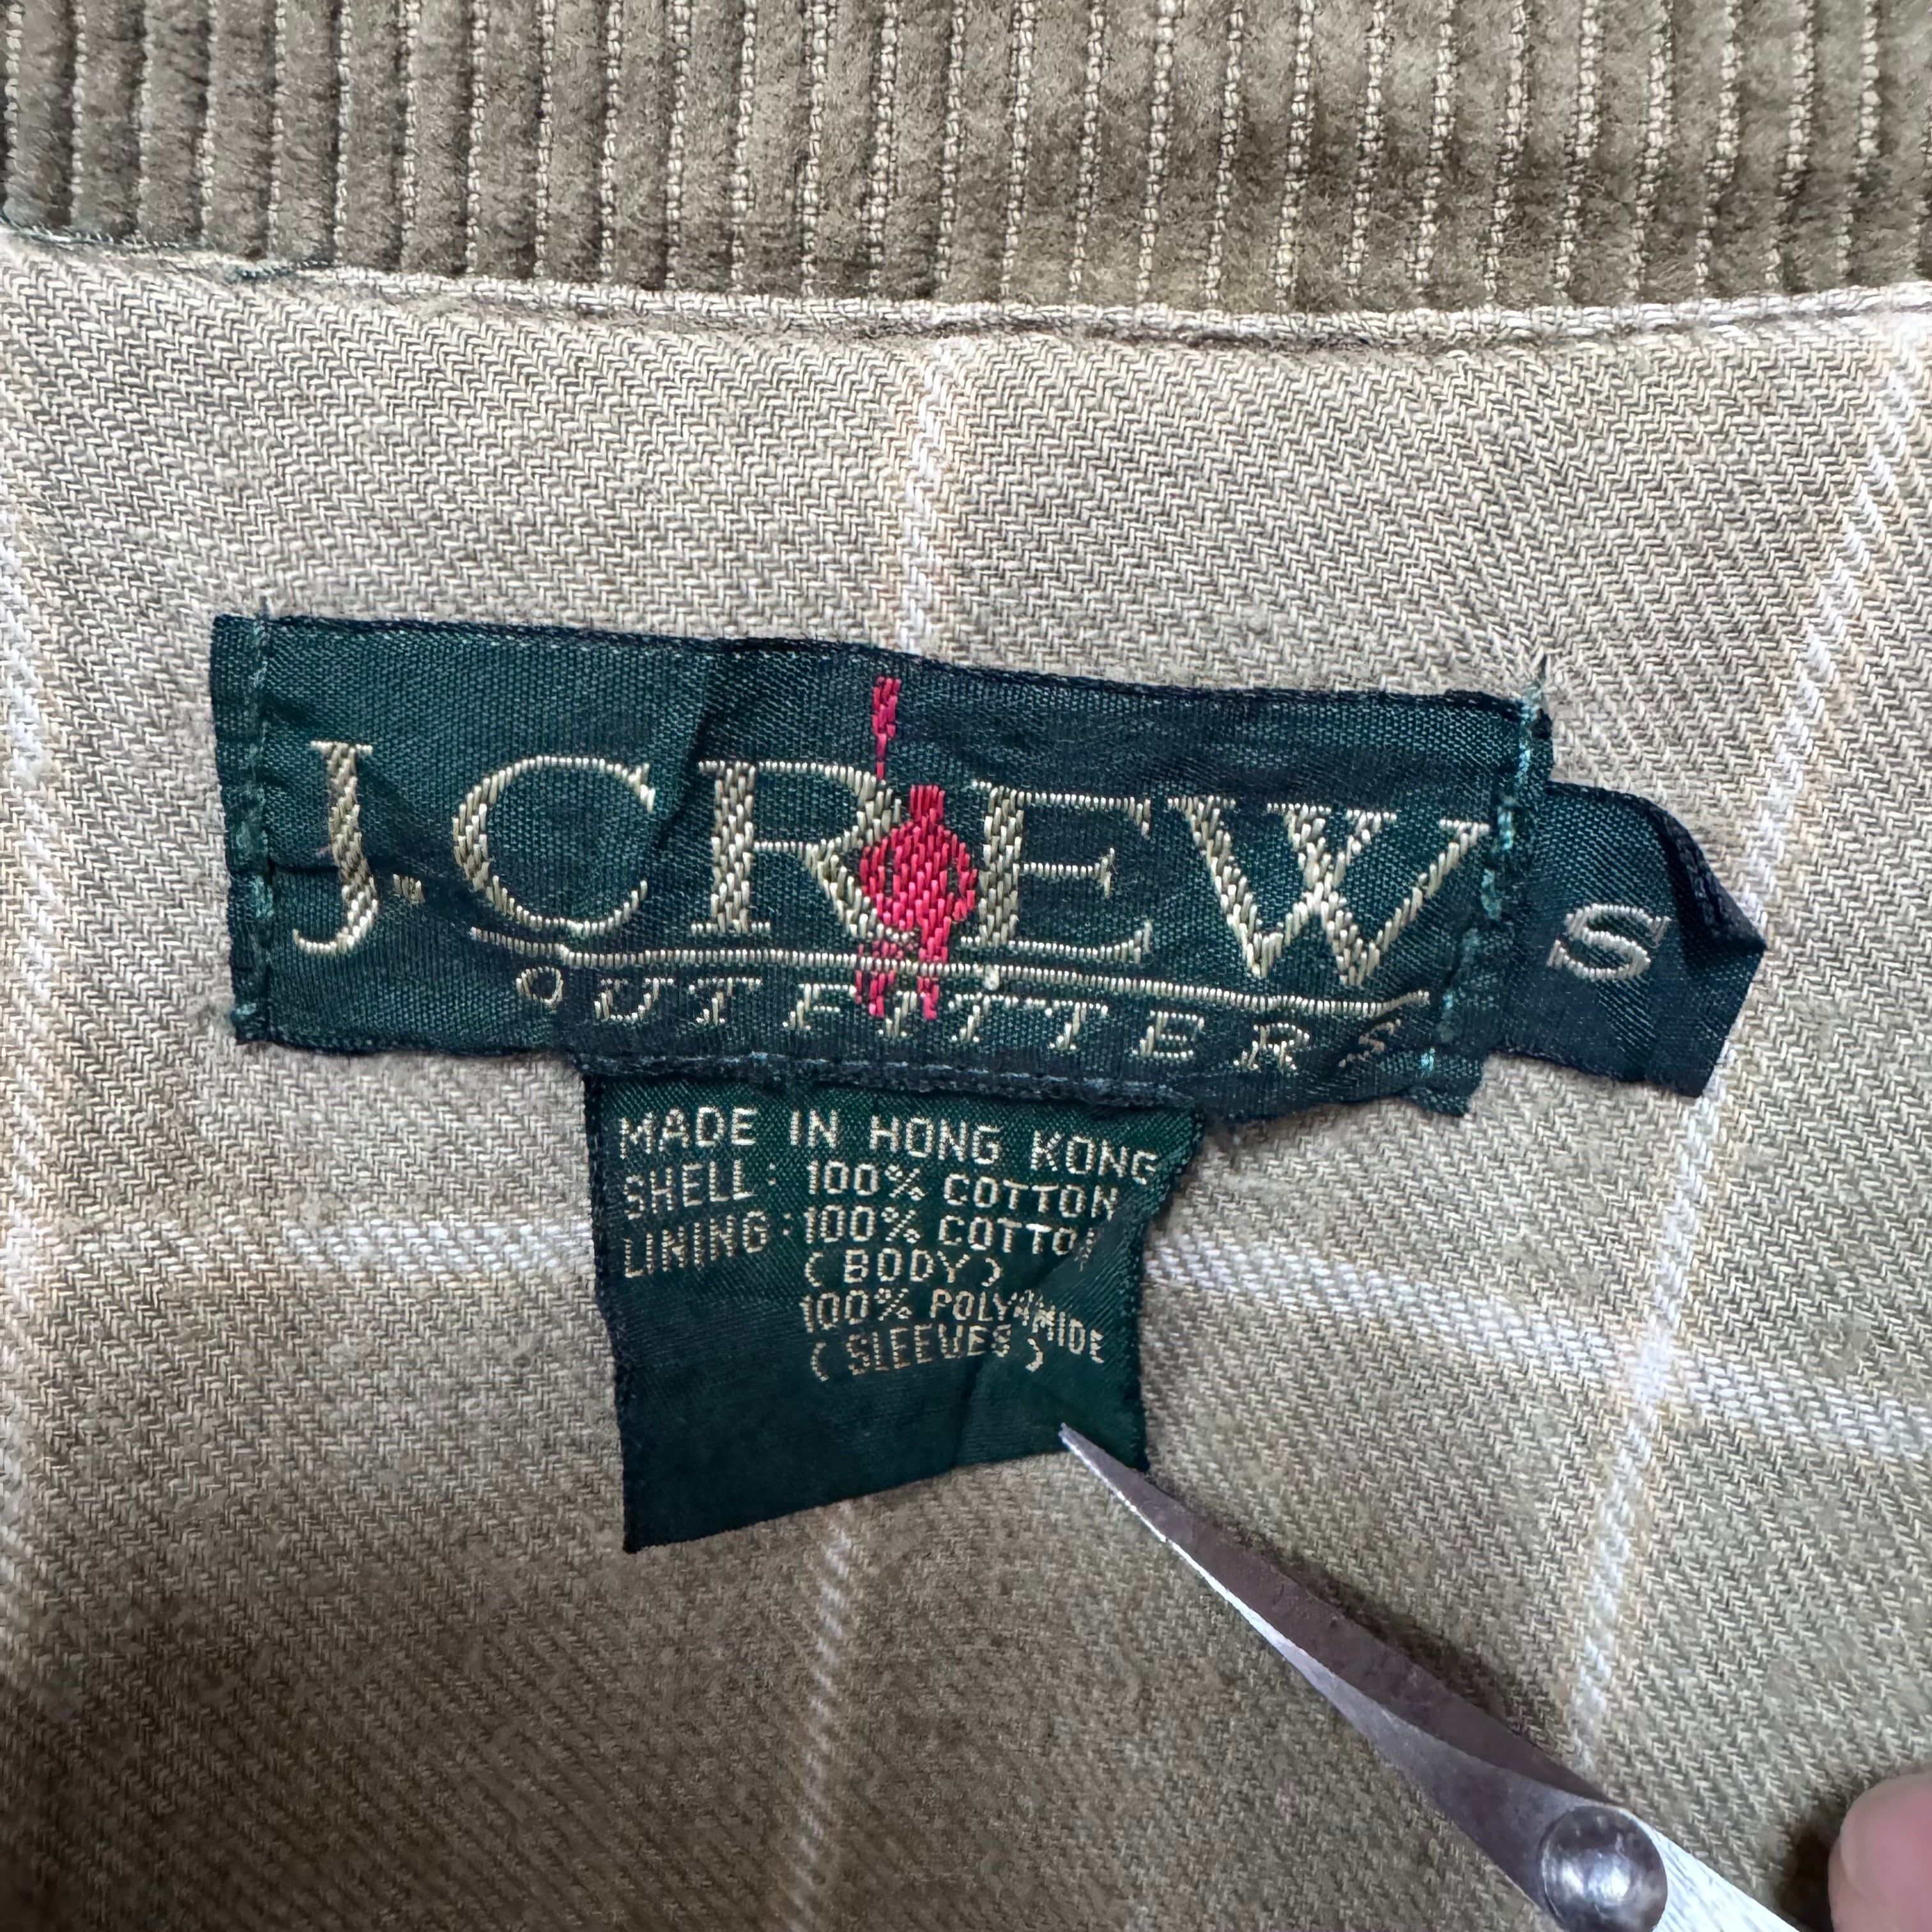 J.CREW
OUTFITTERS
S
MADE IN HONG KONG
SHELL: 100% COTTON
LINING: 100% COTTON
( BODY )
100% POLYAMIDE
( SLEEVES )